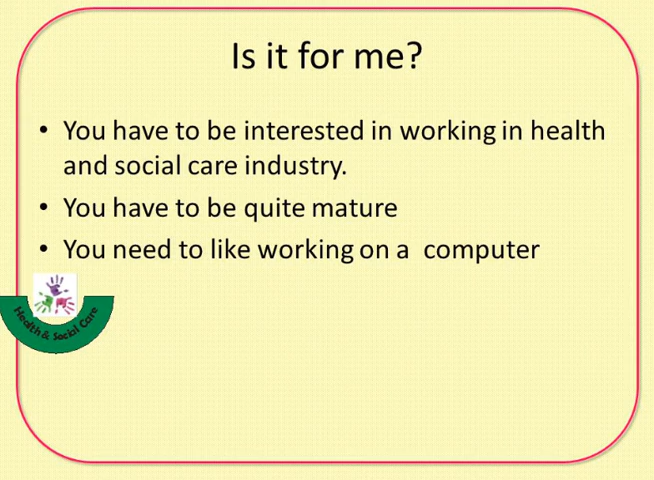 Is it for me?
• You have to be interested in working in health
and social care industry.
• You have to be quite mature
• You need to like working on a  computer
Health & Social Care